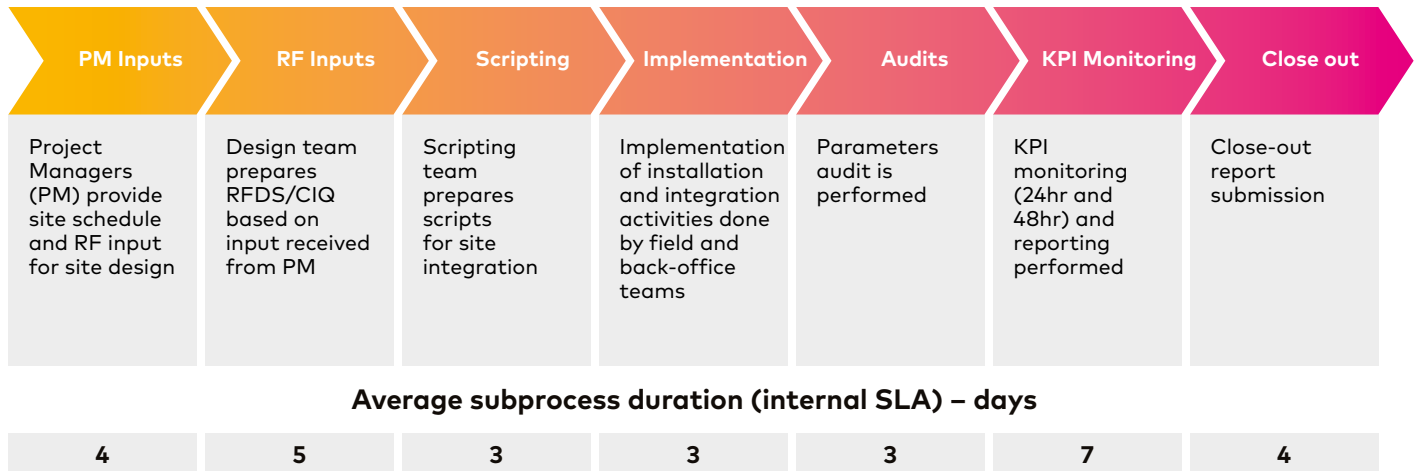 PM Inputs
RF Inputs
Scripting
Implementation
Audits
KPI Monitoring
Close out
Project
Managers
(PM) provide
site schedule
and RF input
for site design
Design team
prepares
RFDS/CIQ
based on
input received
from PM
Scripting
team
prepares
scripts
for site
integration
Implementation
of installation
and integration
activities done
by field and
back-office
teams
Parameters
audit is
performed
KPI
monitoring
(24hr and
48hr) and
reporting
performed
Close-out
report
submission
Average subprocess duration (internal SLA) – days
4
5
3
3
3
7
4